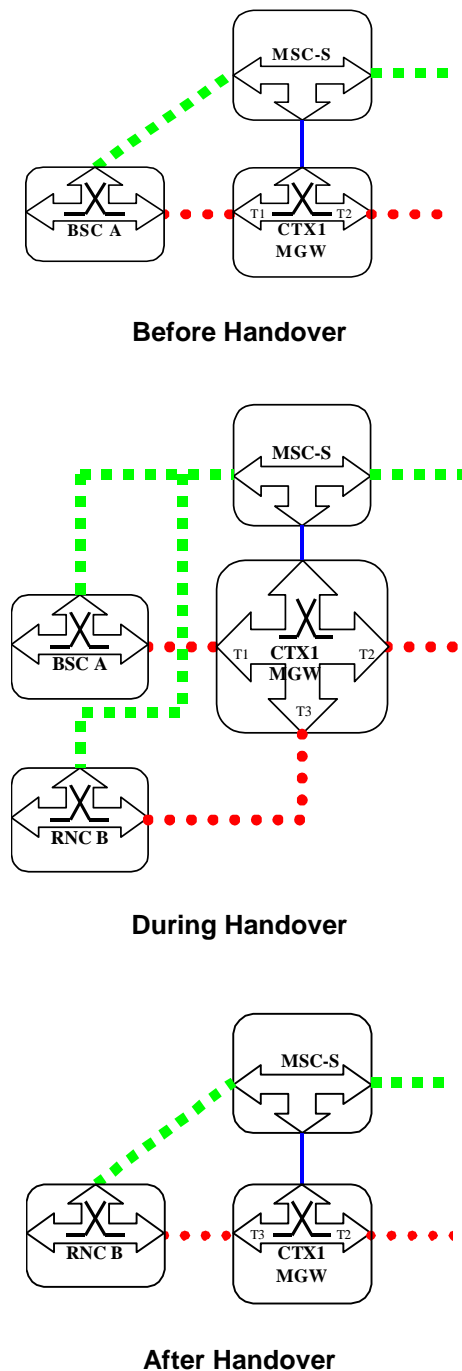 MSC-S
BSC A
T1
T2
CTX1
MGW
Before Handover
MSC-S
BSC A
T1
CTX1
T2
MGW
T3
RNC B
During Handover
MSC-S
RNC B
T3
T2
CTX1
MGW
After Handover